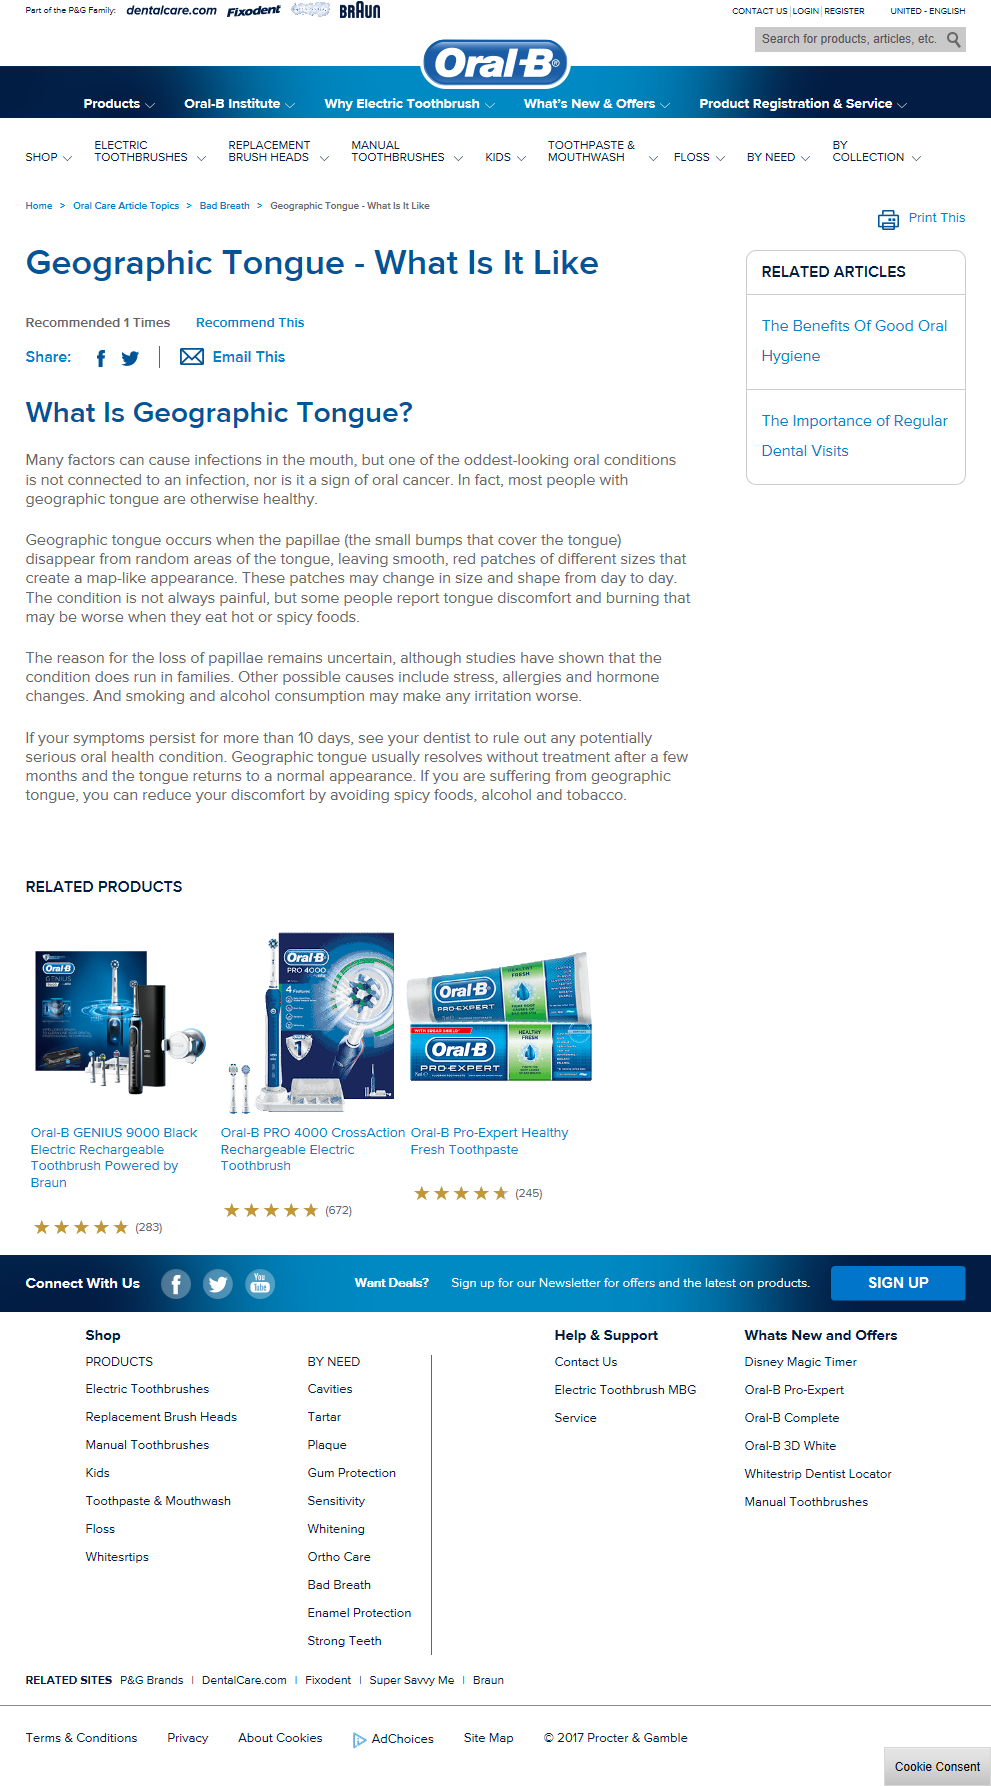 Part of the P&G Family: dentalcare.com Fixodent BRAUN
CONTACT US | LOGIN | REGISTER UNITED - ENGLISH
Search for products, articles, etc.
Oral-B®
Products Oral-B Institute Why Electric Toothbrush What's New & Offers Product Registration & Service
SHOP ELECTRIC TOOTHBRUSHES REPLACEMENT BRUSH HEADS MANUAL TOOTHBRUSHES KIDS TOOTHPASTE & MOUTHWASH FLOSS BY NEED BY COLLECTION
Home > Oral Care Article Topics > Bad Breath > Geographic Tongue - What Is It Like
Print This
Geographic Tongue - What Is It Like
Recommended 1 Times Recommend This
Share: Email This
RELATED ARTICLES
The Benefits Of Good Oral
Hygiene
The Importance of Regular
Dental Visits
What Is Geographic Tongue?
Many factors can cause infections in the mouth, but one of the oddest-looking oral conditions
is not connected to an infection, nor is it a sign of oral cancer. In fact, most people with
geographic tongue are otherwise healthy.
Geographic tongue occurs when the papillae (the small bumps that cover the tongue)
disappear from random areas of the tongue, leaving smooth, red patches of different sizes that
create a map-like appearance. These patches may change in size and shape from day to day.
The condition is not always painful, but some people report tongue discomfort and burning that
may be worse when they eat hot or spicy foods.
The reason for the loss of papillae remains uncertain, although studies have shown that the
condition does run in families. Other possible causes include stress, allergies and hormone
changes. And smoking and alcohol consumption may make any irritation worse.
If your symptoms persist for more than 10 days, see your dentist to rule out any potentially
serious oral health condition. Geographic tongue usually resolves without treatment after a few
months and the tongue returns to a normal appearance. If you are suffering from geographic
tongue, you can reduce your discomfort by avoiding spicy foods, alcohol and tobacco.
RELATED PRODUCTS
Oral-B
GENIUS
Oral-B
PRO 4000
4 Features
1
Oral-B
PRO-EXPERT
HEALTHY
FRESH
Oral-B
PRO-EXPERT
HEALTHY
FRESH
Oral-B GENIUS 9000 Black
Electric Rechargeable
Toothbrush Powered by
Braun
(283)
Oral-B PRO 4000 CrossAction
Rechargeable Electric
Toothbrush
(672)
Oral-B Pro-Expert Healthy
Fresh Toothpaste
(245)
Connect With Us You Tube Want Deals? Sign up for our Newsletter for offers and the latest on products. SIGN UP
Shop
PRODUCTS
Electric Toothbrushes
Replacement Brush Heads
Manual Toothbrushes
Kids
Toothpaste & Mouthwash
Floss
Whitesrtips
BY NEED
Cavities
Tartar
Plaque
Gum Protection
Sensitivity
Whitening
Ortho Care
Bad Breath
Enamel Protection
Strong Teeth
Help & Support
Contact Us
Electric Toothbrush MBG
Service
Whats New and Offers
Disney Magic Timer
Oral-B Pro-Expert
Oral-B Complete
Oral-B 3D White
Whitestrip Dentist Locator
Manual Toothbrushes
RELATED SITES P&G Brands | DentalCare.com | Fixodent | Super Savvy Me | Braun
Terms & Conditions Privacy About Cookies AdChoices Site Map © 2017 Procter & Gamble
Cookie Consent